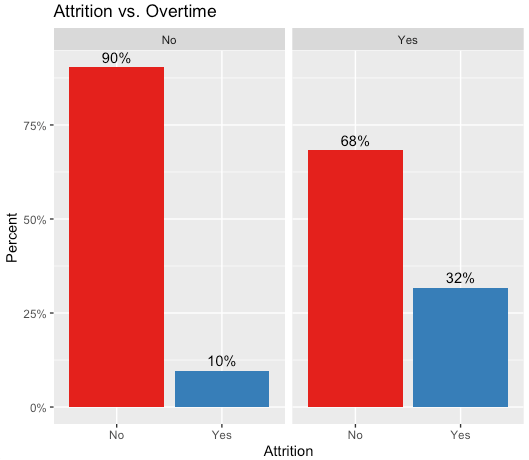 Attrition vs. Overtime
No Yes
90%
68%
32%
10%
75%
50%
25%
0%
Percent
No Yes No Yes
Attrition